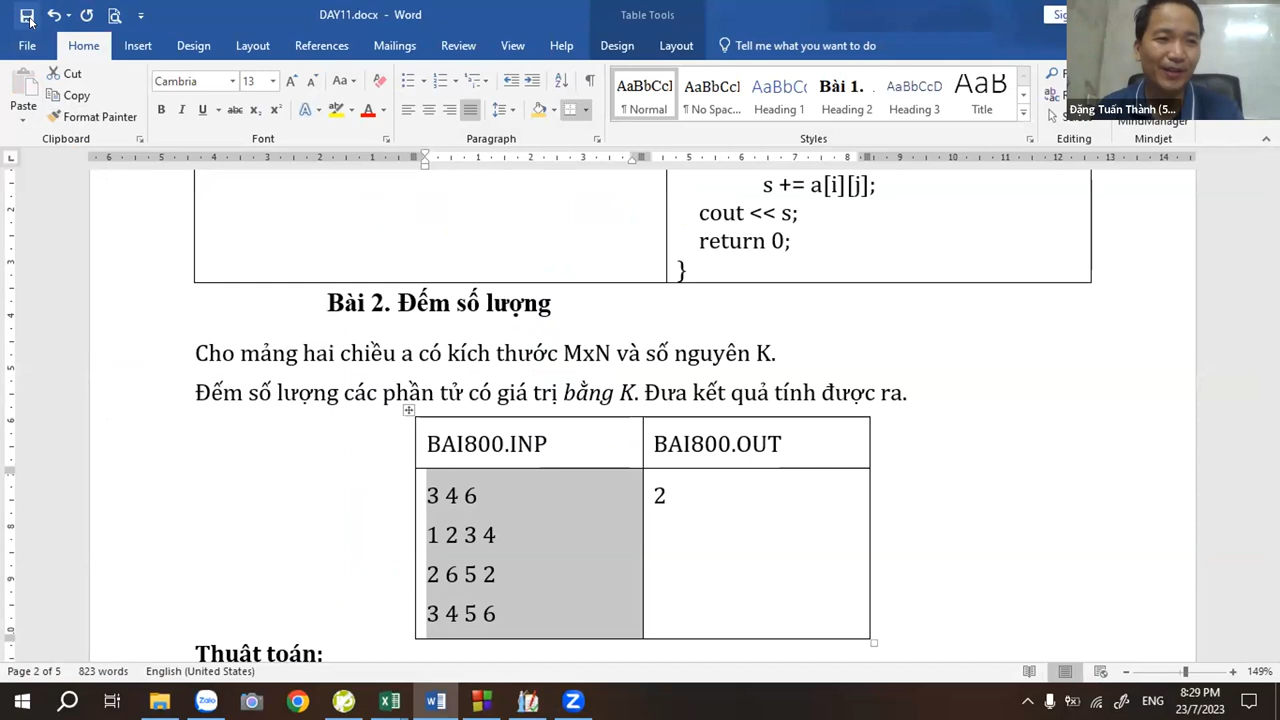 DAY11.docx - Word
Table Tools
File Home Insert Design Layout References Mailings Review View Help Design Layout Tell me what you want to do
Paste
Cut
Copy
Format Painter
Clipboard
Cambria 13
Font
Paragraph
AaBbCcI AaBbCcI AaBbC Bài 1. AaBbCcD AaB
¶ Normal ¶ No Spac... Heading 1 Heading 2 Heading 3 Title
Styles
Editing
MindManager
Mindjet
Đặng Tuấn Thành (5...
s += a[i][j];
cout << s;
return 0;
}
Bài 2. Đếm số lượng
Cho mảng hai chiều a có kích thước MxN và số nguyên K.
Đếm số lượng các phần tử có giá trị bằng K. Đưa kết quả tính được ra.
BAI800.INP BAI800.OUT
3 4 6 2
1 2 3 4
2 6 5 2
3 4 5 6
Thuật toán:
Page 2 of 5 823 words English (United States) 149%
ENG 8:29 PM
23/7/2023